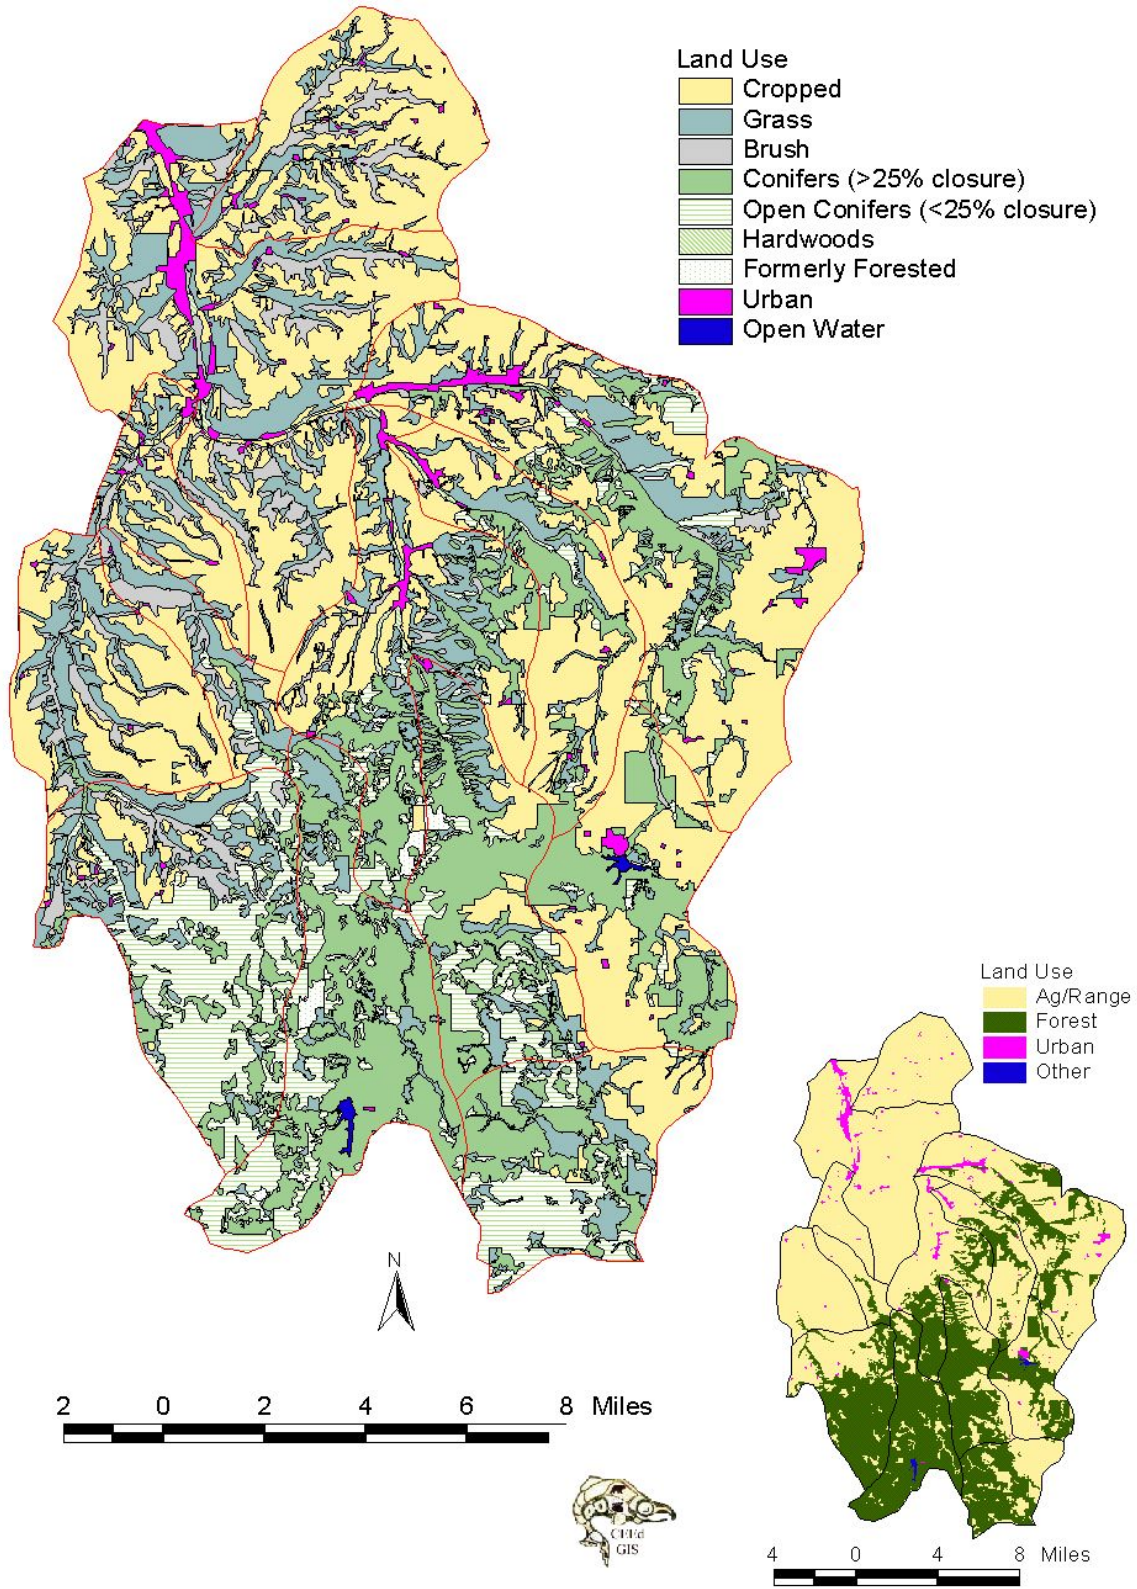 Land Use
Cropped
Grass
Brush
Conifers (>25% closure)
Open Conifers (<25% closure)
Hardwoods
Formerly Forested
Urban
Open Water
Land Use
Ag/Range
Forest
Urban
Other
N
2 0 2 4 6 8 Miles
CEEd
GIS
4 0 4 8 Miles